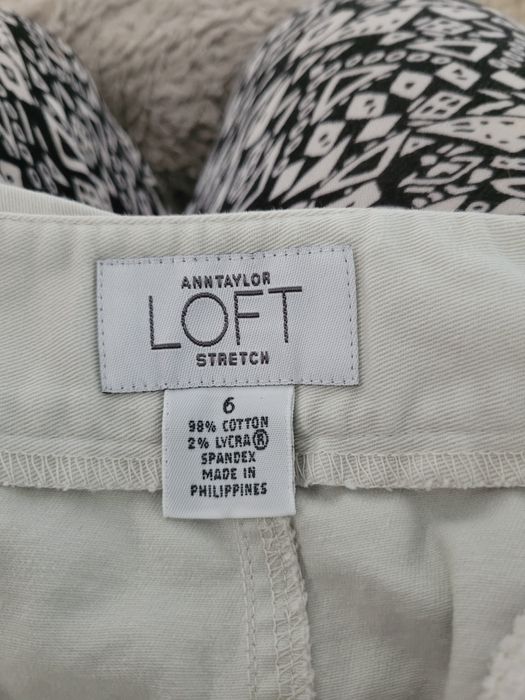 ANNTAYLOR
LOFT
STRETCH
6
98% COTTON
2% LYCRA®
SPANDEX
MADE IN
PHILIPPINES